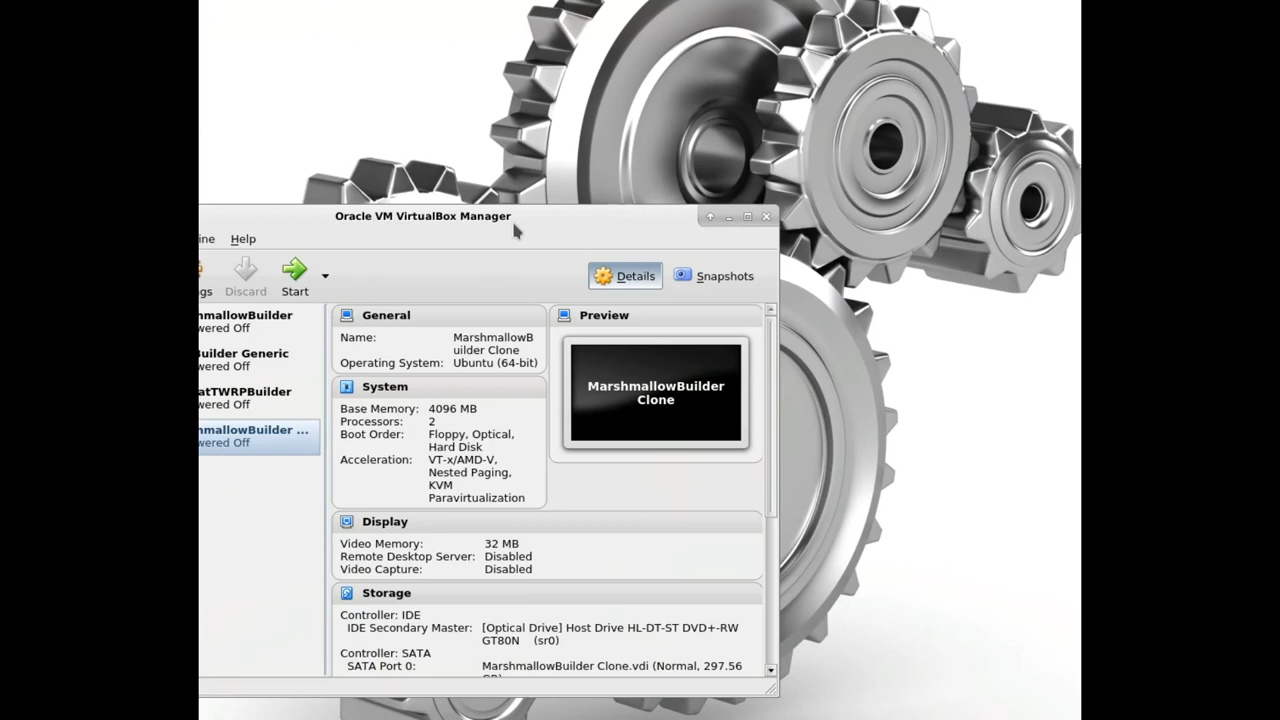 Oracle VM VirtualBox Manager
ine Help
gs Discard Start Details Snapshots
hmallowBuilder
wered Off
Builder Generic
wered Off
atTWRPBuilder
wered Off
hmallowBuilder ...
wered Off
General
Name: MarshmallowB
uilder Clone
Operating System: Ubuntu (64-bit)
System
Base Memory: 4096 MB
Processors: 2
Boot Order: Floppy, Optical,
Hard Disk
Acceleration: VT-x/AMD-V,
Nested Paging,
KVM
Paravirtualization
Preview
MarshmallowBuilder
Clone
Display
Video Memory: 32 MB
Remote Desktop Server: Disabled
Video Capture: Disabled
Storage
Controller: IDE
IDE Secondary Master: [Optical Drive] Host Drive HL-DT-ST DVD+-RW
GT80N (sr0)
Controller: SATA
SATA Port 0: MarshmallowBuilder Clone.vdi (Normal, 297.56